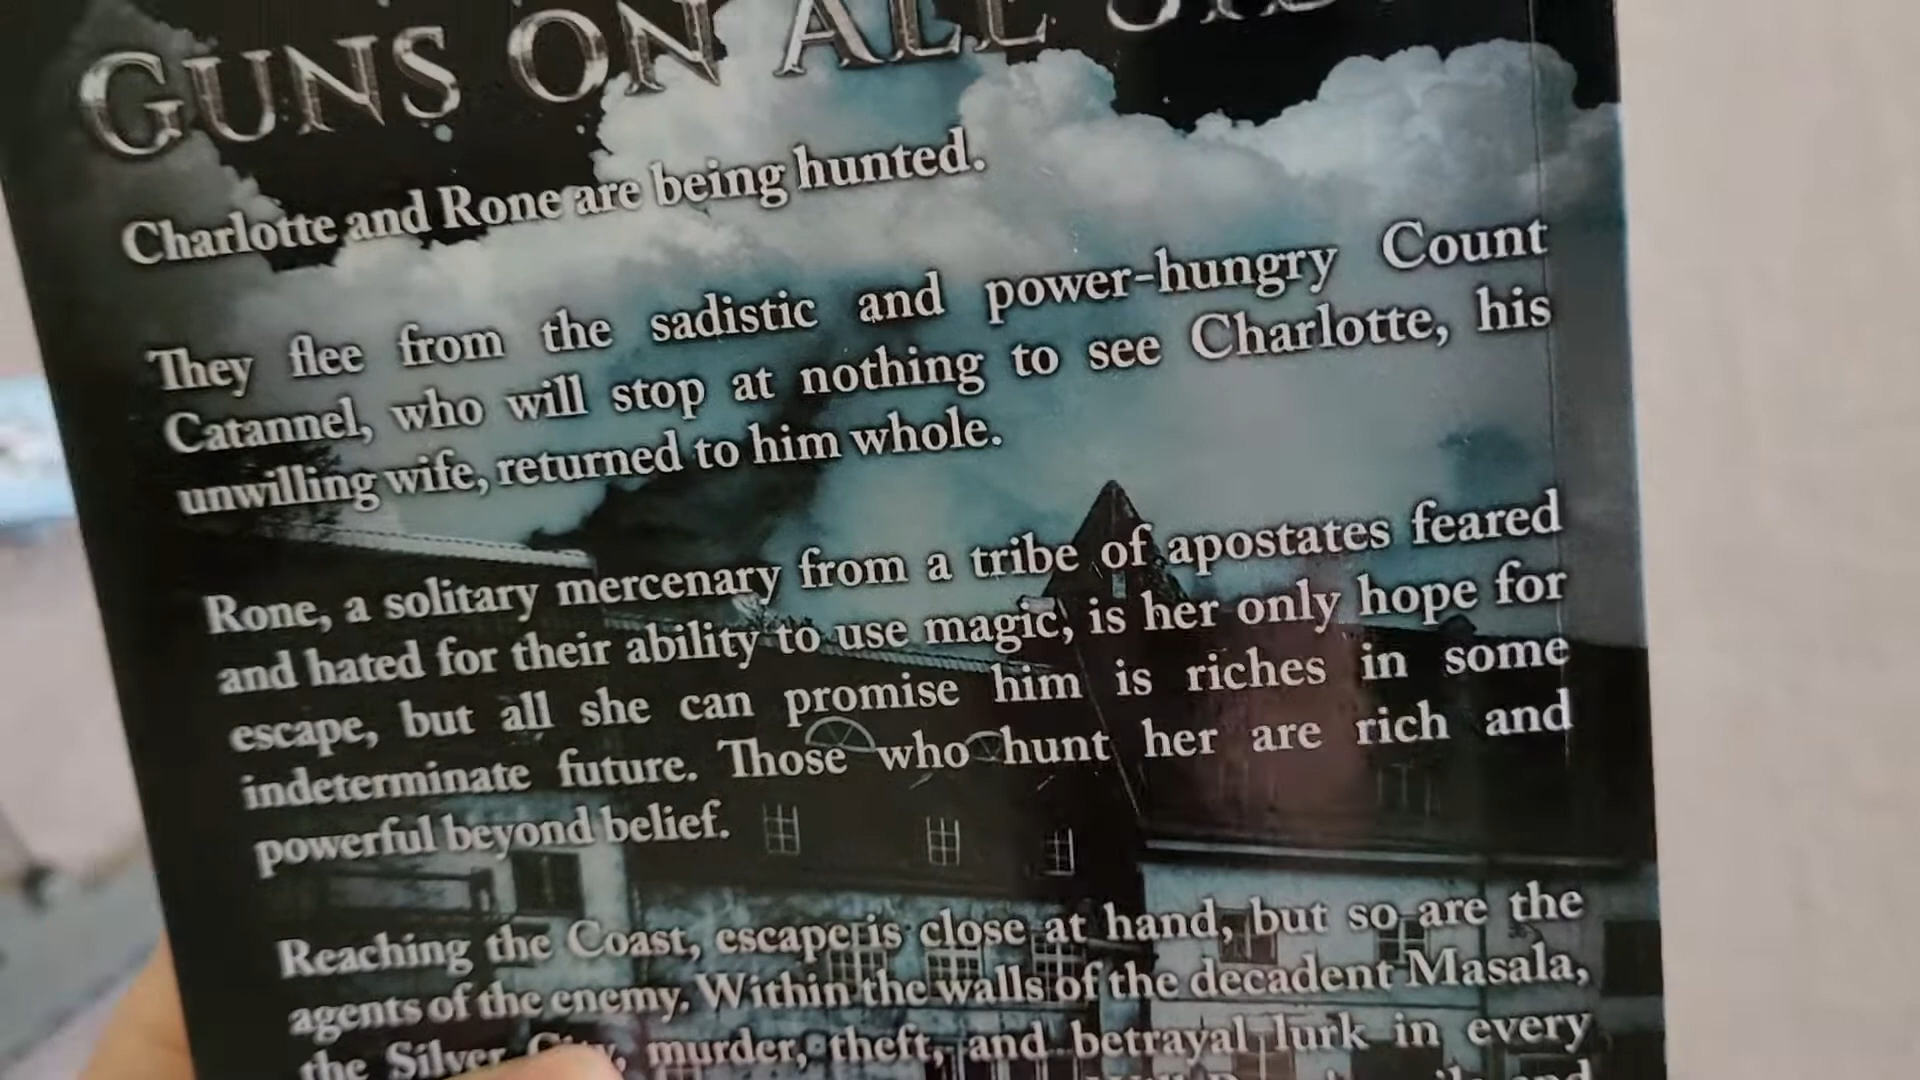 GUNS ON ALL
Charlotte and Rone are being hunted.
They flee from the sadistic and power-hungry Count
Catannel, who will stop at nothing to see Charlotte, his
unwilling wife, returned to him whole.
Rone, a solitary mercenary from a tribe of apostates feared
and hated for their ability to use magic, is her only hope for
escape, but all she can promise him is riches in some
indeterminate future. Those who hunt her are rich and
powerful beyond belief.
Reaching the Coast, escape is close at hand, but so are the
agents of the enemy. Within the walls of the decadent Masala,
the Silver City, murder, theft, and betrayal lurk in every
and